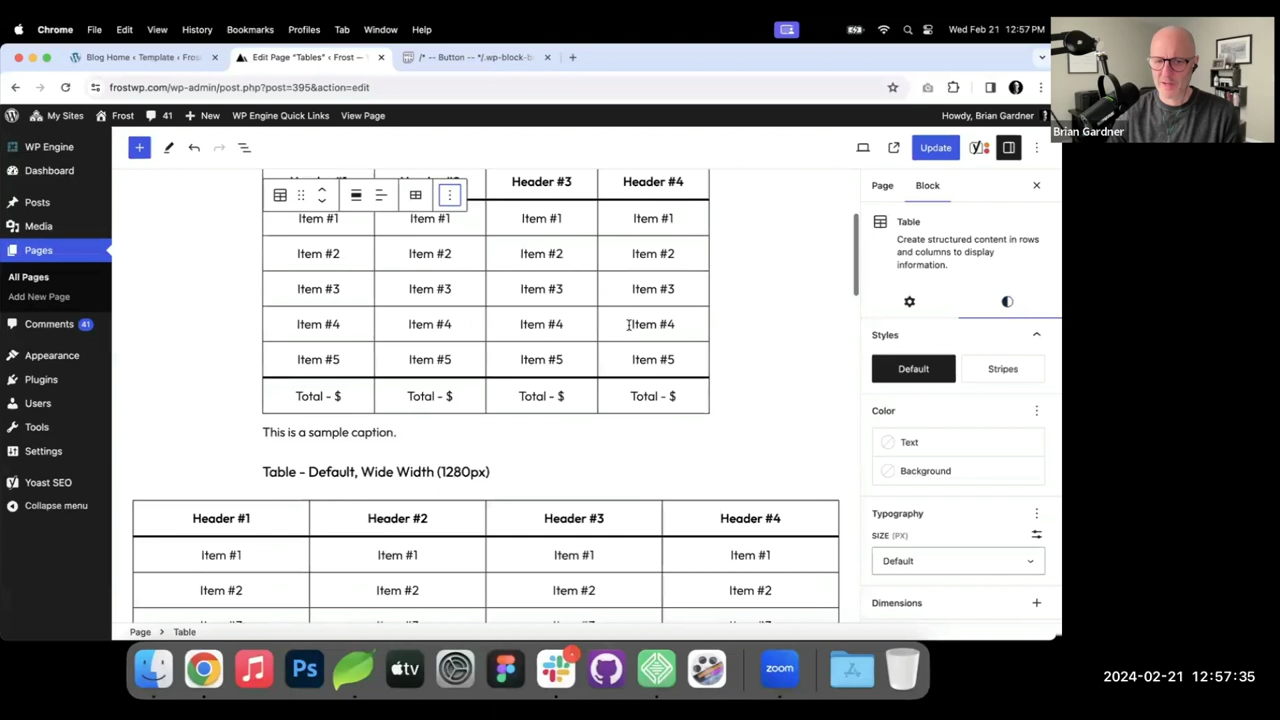 Chrome File Edit View History Bookmarks Profiles Tab Window Help Wed Feb 21 12:57 PM
Blog Home ‹ Template ‹ Fros Edit Page “Tables” ‹ Frost — /* -- Button -- */.wp-block-b
frostwp.com/wp-admin/post.php?post=395&action=edit
My Sites Frost 41 New WP Engine Quick Links View Page Howdy, Brian Gardner
Brian Gardner
WP Engine
Dashboard
Posts
Media
Pages
All Pages
Add New Page
Comments 41
Appearance
Plugins
Users
Tools
Settings
Yoast SEO
Collapse menu
Update
Header #3 Header #4
Item #1 Item #1 Item #1 Item #1
Item #2 Item #2 Item #2 Item #2
Item #3 Item #3 Item #3 Item #3
Item #4 Item #4 Item #4 Item #4
Item #5 Item #5 Item #5 Item #5
Total - $ Total - $ Total - $ Total - $
This is a sample caption.
Table - Default, Wide Width (1280px)
Header #1 Header #2 Header #3 Header #4
Item #1 Item #1 Item #1 Item #1
Item #2 Item #2 Item #2 Item #2
Page Table
Page Block
Table
Create structured content in rows
and columns to display
information.
Styles
Default Stripes
Color
Text
Background
Typography
SIZE (PX)
Default
Dimensions
Ps
tv
zoom
2024-02-21 12:57:35